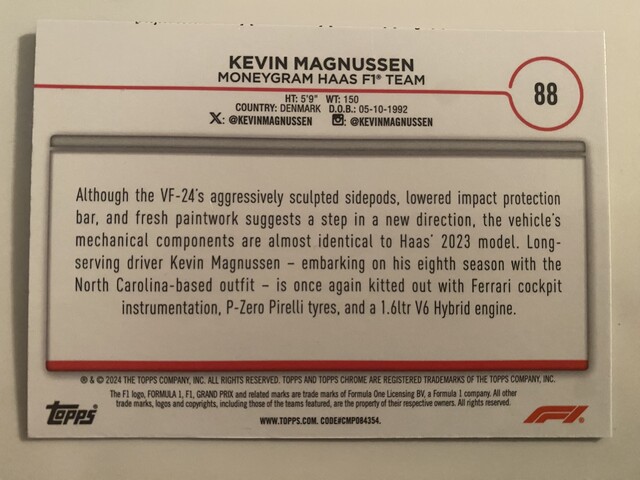 KEVIN MAGNUSSEN
MONEYGRAM HAAS F1® TEAM
88
HT: 5'9" WT: 150
COUNTRY: DENMARK D.O.B.: 05-10-1992
X: @KEVINMAGNUSSEN : @KEVINMAGNUSSEN
Although the VF-24's aggressively sculpted sidepods, lowered impact protection
bar, and fresh paintwork suggests a step in a new direction, the vehicle's
mechanical components are almost identical to Haas' 2023 model. Long-
serving driver Kevin Magnussen – embarking on his eighth season with the
North Carolina-based outfit – is once again kitted out with Ferrari cockpit
instrumentation, P-Zero Pirelli tyres, and a 1.6ltr V6 Hybrid engine.
® & © 2024 THE TOPPS COMPANY, INC. ALL RIGHTS RESERVED. TOPPS AND TOPPS CHROME ARE REGISTERED TRADEMARKS OF THE TOPPS COMPANY, INC.
The F1 logo, FORMULA 1, F1, GRAND PRIX and related marks are trade marks of Formula One Licensing BV, a Formula 1 company. All other
trade marks, logos and copyrights, including those of the teams featured, are the property of their respective owners. All rights reserved.
TOPPS®
WWW.TOPPS.COM. CODE#CMP084354.
F1®